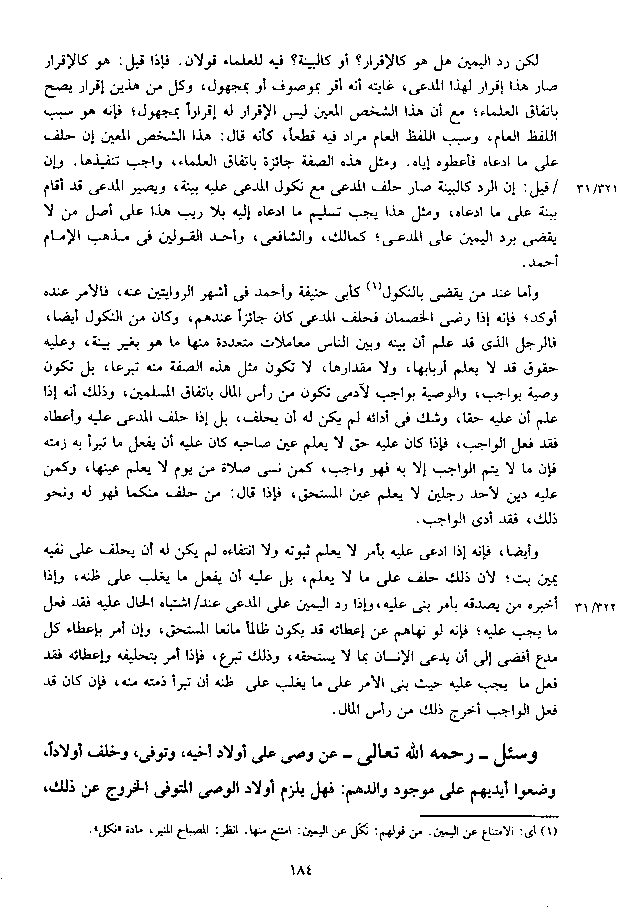 لكن رد اليمين هل هو كالإقرار؟ أو كالبينة؟ فيه للعلماء قولان. فإذا قيل: هو كالإقرار
صار هذا إقرار لهذا المدعى، غايته أنه أقر بموصوف أو بمجهول، وكل من هذين إقرار يصح
باتفاق العلماء؛ مع أن هذا الشخص المعين ليس الإقرار له إقراراً بمجهول؛ فإنه هو سبب
اللفظ العام، وسبب اللفظ العام مراد فيه قطعاً، كأنه قال: هذا الشخص المعين إن حلف
على ما ادعاه فأعطوه إياه. ومثل هذه الصفة جائزة باتفاق العلماء، واجب تنفيذها. وإن
٣١/٣٢١ / قيل: إن الرد كالبينة صار حلف المدعى مع نكول المدعى عليه بينة، ويصير المدعى قد أقام
بينة على ما ادعاه، ومثل هذا يجب تسليم ما ادعاه إليه بلا ريب هذا على أصل من لا
يقضى برد اليمين على المدعى؛ كمالك، والشافعى، وأحد القولين فى مذهب الإمام
أحمد.
وأما عند من يقضى بالنكول(١) كأبى حنيفة وأحمد فى أشهر الروايتين عنه، فالأمر عنده
أوكد؛ فإنه إذا رضى الخصمان فحلف المدعى كان جائزاً عندهم، وكان من النكول أيضا،
فالرجل الذى قد علم أن بينه وبين الناس معاملات متعددة منها ما هو بغير بينة، وعليه
حقوق قد لا يعلم أربابها، ولا مقدارها، لا تكون مثل هذه الصفة منه تبرعا، بل تكون
وصية بواجب، والوصية بواجب لآدمى تكون من رأس المال باتفاق المسلمين، وذلك أنه إذا
علم أن عليه حقا، وشك فى أدائه لم يكن له أن يحلف، بل إذا حلف المدعى عليه وأعطاه
فقد فعل الواجب، فإذا كان عليه حق لا يعلم عين صاحبه كان عليه أن يفعل ما تبرأ به زمته
فإن ما لا يتم الواجب إلا به فهو واجب، كمن نسى صلاة من يوم لا يعلم عينها، وكمن
عليه دين لأحد رجلين لا يعلم عين المستحق، فإذا قال: من حلف منكما فهو له ونحو
ذلك، فقد أدى الواجب.
وأيضا، فإنه إذا ادعى عليه بأمر لا يعلم ثبوته ولا انتفاءه لم يكن له أن يحلف على نفيه
يمين بت؛ لأن ذلك حلف على ما لا يعلم، بل عليه أن يفعل ما يغلب على ظنه، وإذا
٣١/٣٢٢ أخبره من يصدقه بأمر بنى عليه، وإذا رد اليمين على المدعى عند/ اشتباه الحال عليه فقد فعل
ما يجب عليه؛ فإنه لو نهاهم عن إعطائه قد يكون ظالماً مانعا المستحق، وإن أمر بإعطاء كل
مدع أفضى إلى أن يدعى الإنسان بما لا يستحقه، وذلك تبرع، فإذا أمر بتحليفه وإعطائه فقد
فعل ما يجب عليه حيث بنى الأمر على ما يغلب على ظنه أن تبرأ ذمته منه، فإن كان قد
فعل الواجب أخرج ذلك من رأس المال.
وسئل ـ رحمه الله تعالى ـ عن وصى على أولاد أخيه، وتوفى، وخلف أولاداً،
وضعوا أيديهم على موجود والدهم: فهل يلزم أولاد الوصى المتوفى الخروج عن ذلك،
(١) أى: الامتناع عن اليمين. من قولهم: نَكَل عن اليمين: امتنع منها. انظر: المصباح المنير، مادة «نكل».
١٨٤